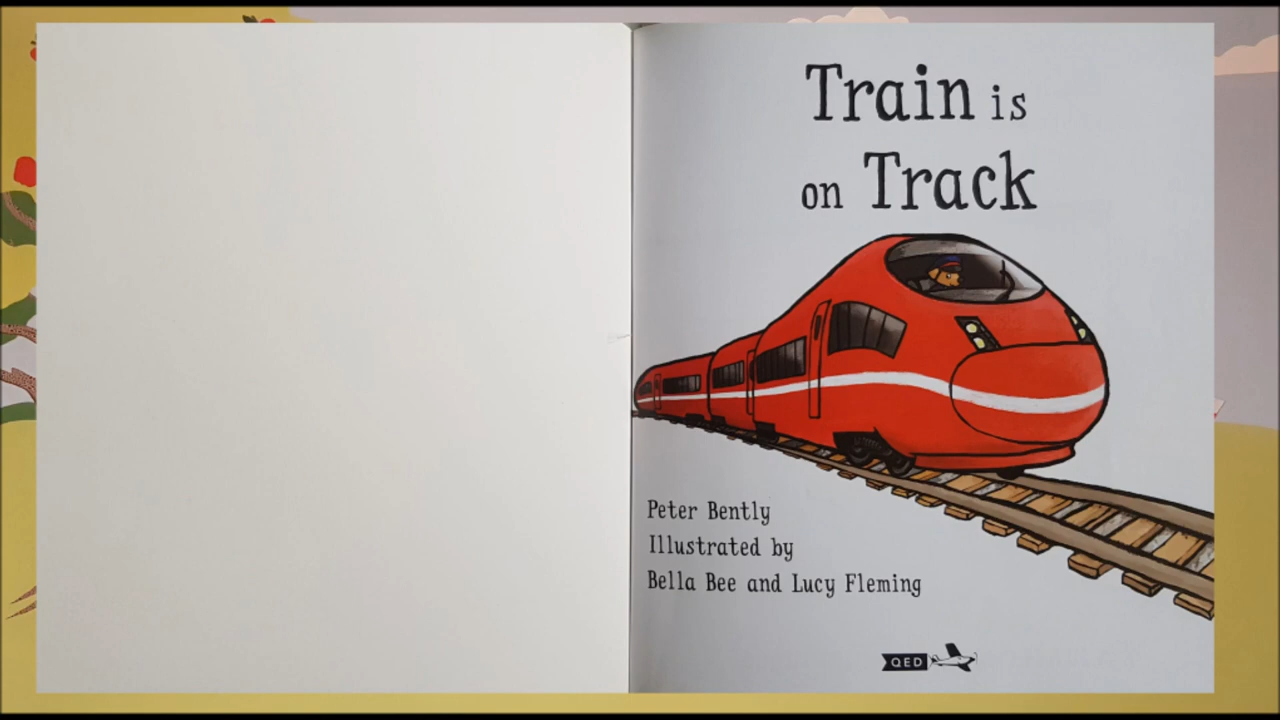 Train is
on Track
Peter Bently
Illustrated by
Bella Bee and Lucy Fleming
QED